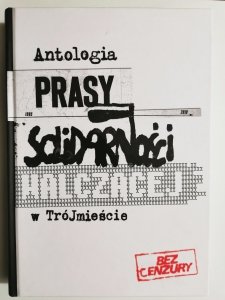 Antologia
PRASY
SOLIDARNOŚCI
WALCZĄCEJ
w TrójMieście
BEZ
CENZURY